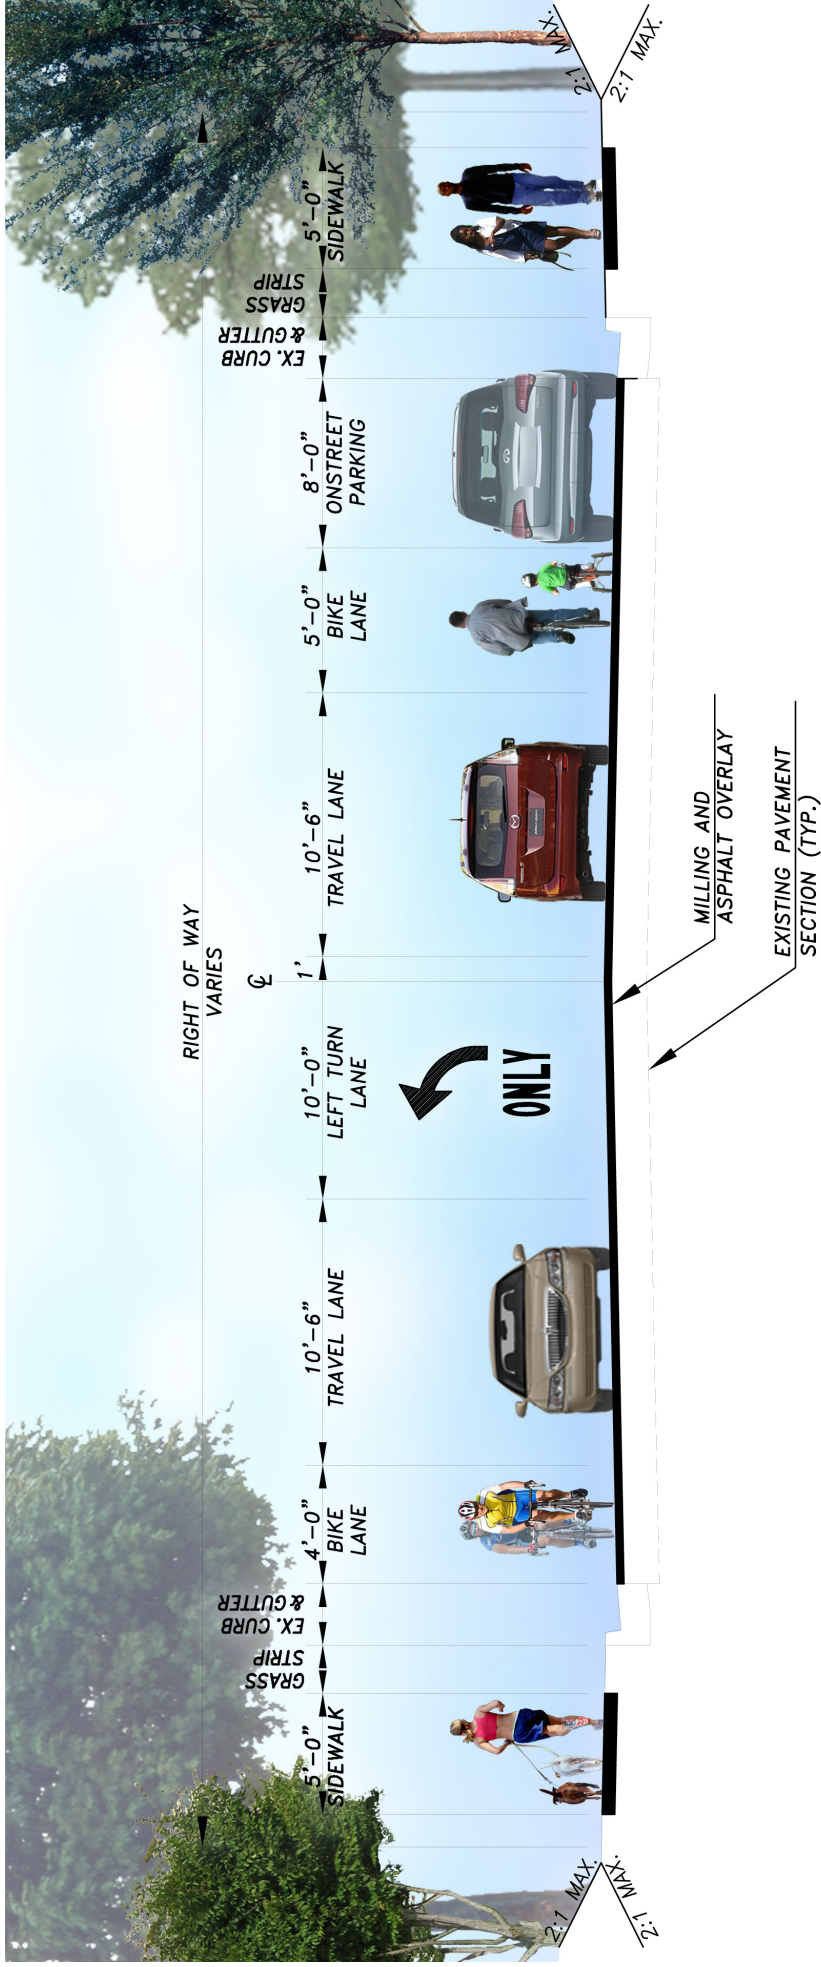 RIGHT OF WAY
VARIES
℄
5'-0"
SIDEWALK
GRASS
STRIP
EX. CURB
& GUTTER
4'-0"
BIKE
LANE
10'-6"
TRAVEL LANE
10'-0"
LEFT TURN
LANE
1'
10'-6"
TRAVEL LANE
5'-0"
BIKE
LANE
8'-0"
ONSTREET
PARKING
EX. CURB
& GUTTER
GRASS
STRIP
5'-0"
SIDEWALK
ONLY
2:1 MAX.
2:1 MAX.
2:1 MAX.
2:1 MAX.
MILLING AND
ASPHALT OVERLAY
EXISTING PAVEMENT
SECTION (TYP.)